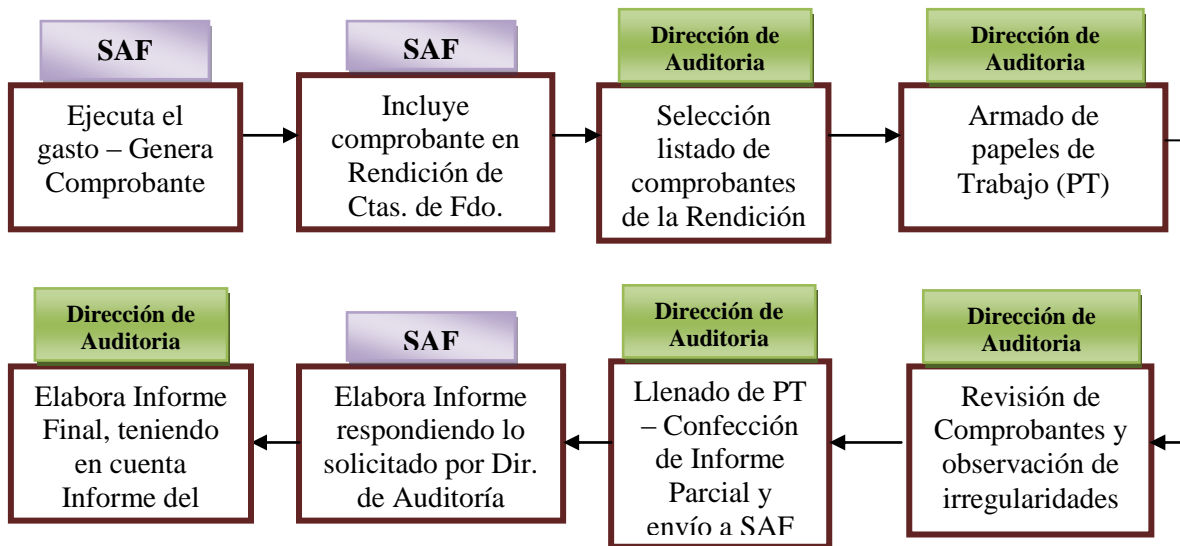 SAF
Ejecuta el
gasto – Genera
Comprobante
SAF
Incluye
comprobante en
Rendición de
Ctas. de Fdo.
Dirección de
Auditoria
Selección
listado de
comprobantes
de la Rendición
Dirección de
Auditoria
Armado de
papeles de
Trabajo (PT)
Dirección de
Auditoria
Revisión de
Comprobantes y
observación de
irregularidades
Dirección de
Auditoria
Llenado de PT
– Confección
de Informe
Parcial y
envío a SAF
SAF
Elabora Informe
respondiendo lo
solicitado por Dir.
de Auditoría
Dirección de
Auditoria
Elabora Informe
Final, teniendo
en cuenta
Informe del